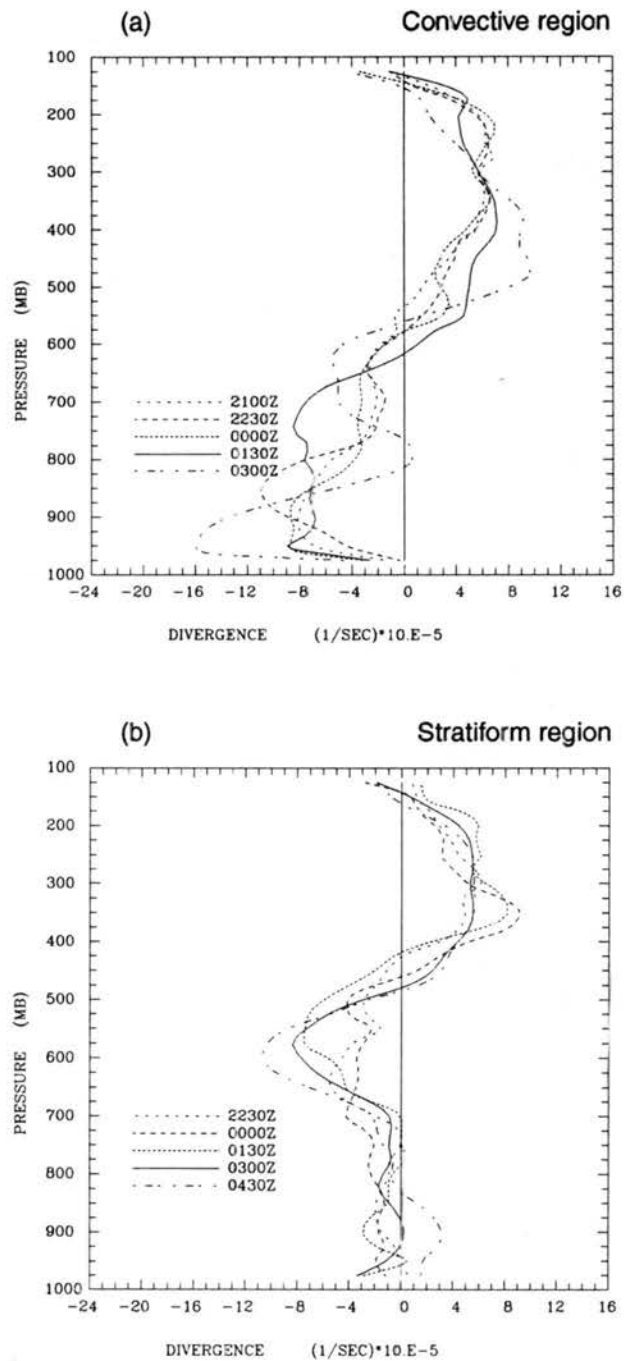 (a) Convective region
100
200
300
400
500
600
700
800
900
1000
PRESSURE (MB)
2100Z
2230Z
0000Z
0130Z
0300Z
-24 -20 -16 -12 -8 -4 0 4 8 12 16
DIVERGENCE (1/SEC)*10.E-5
(b) Stratiform region
100
200
300
400
500
600
700
800
900
1000
PRESSURE (MB)
2230Z
0000Z
0130Z
0300Z
0430Z
-24 -20 -16 -12 -8 -4 0 4 8 12 16
DIVERGENCE (1/SEC)*10.E-5